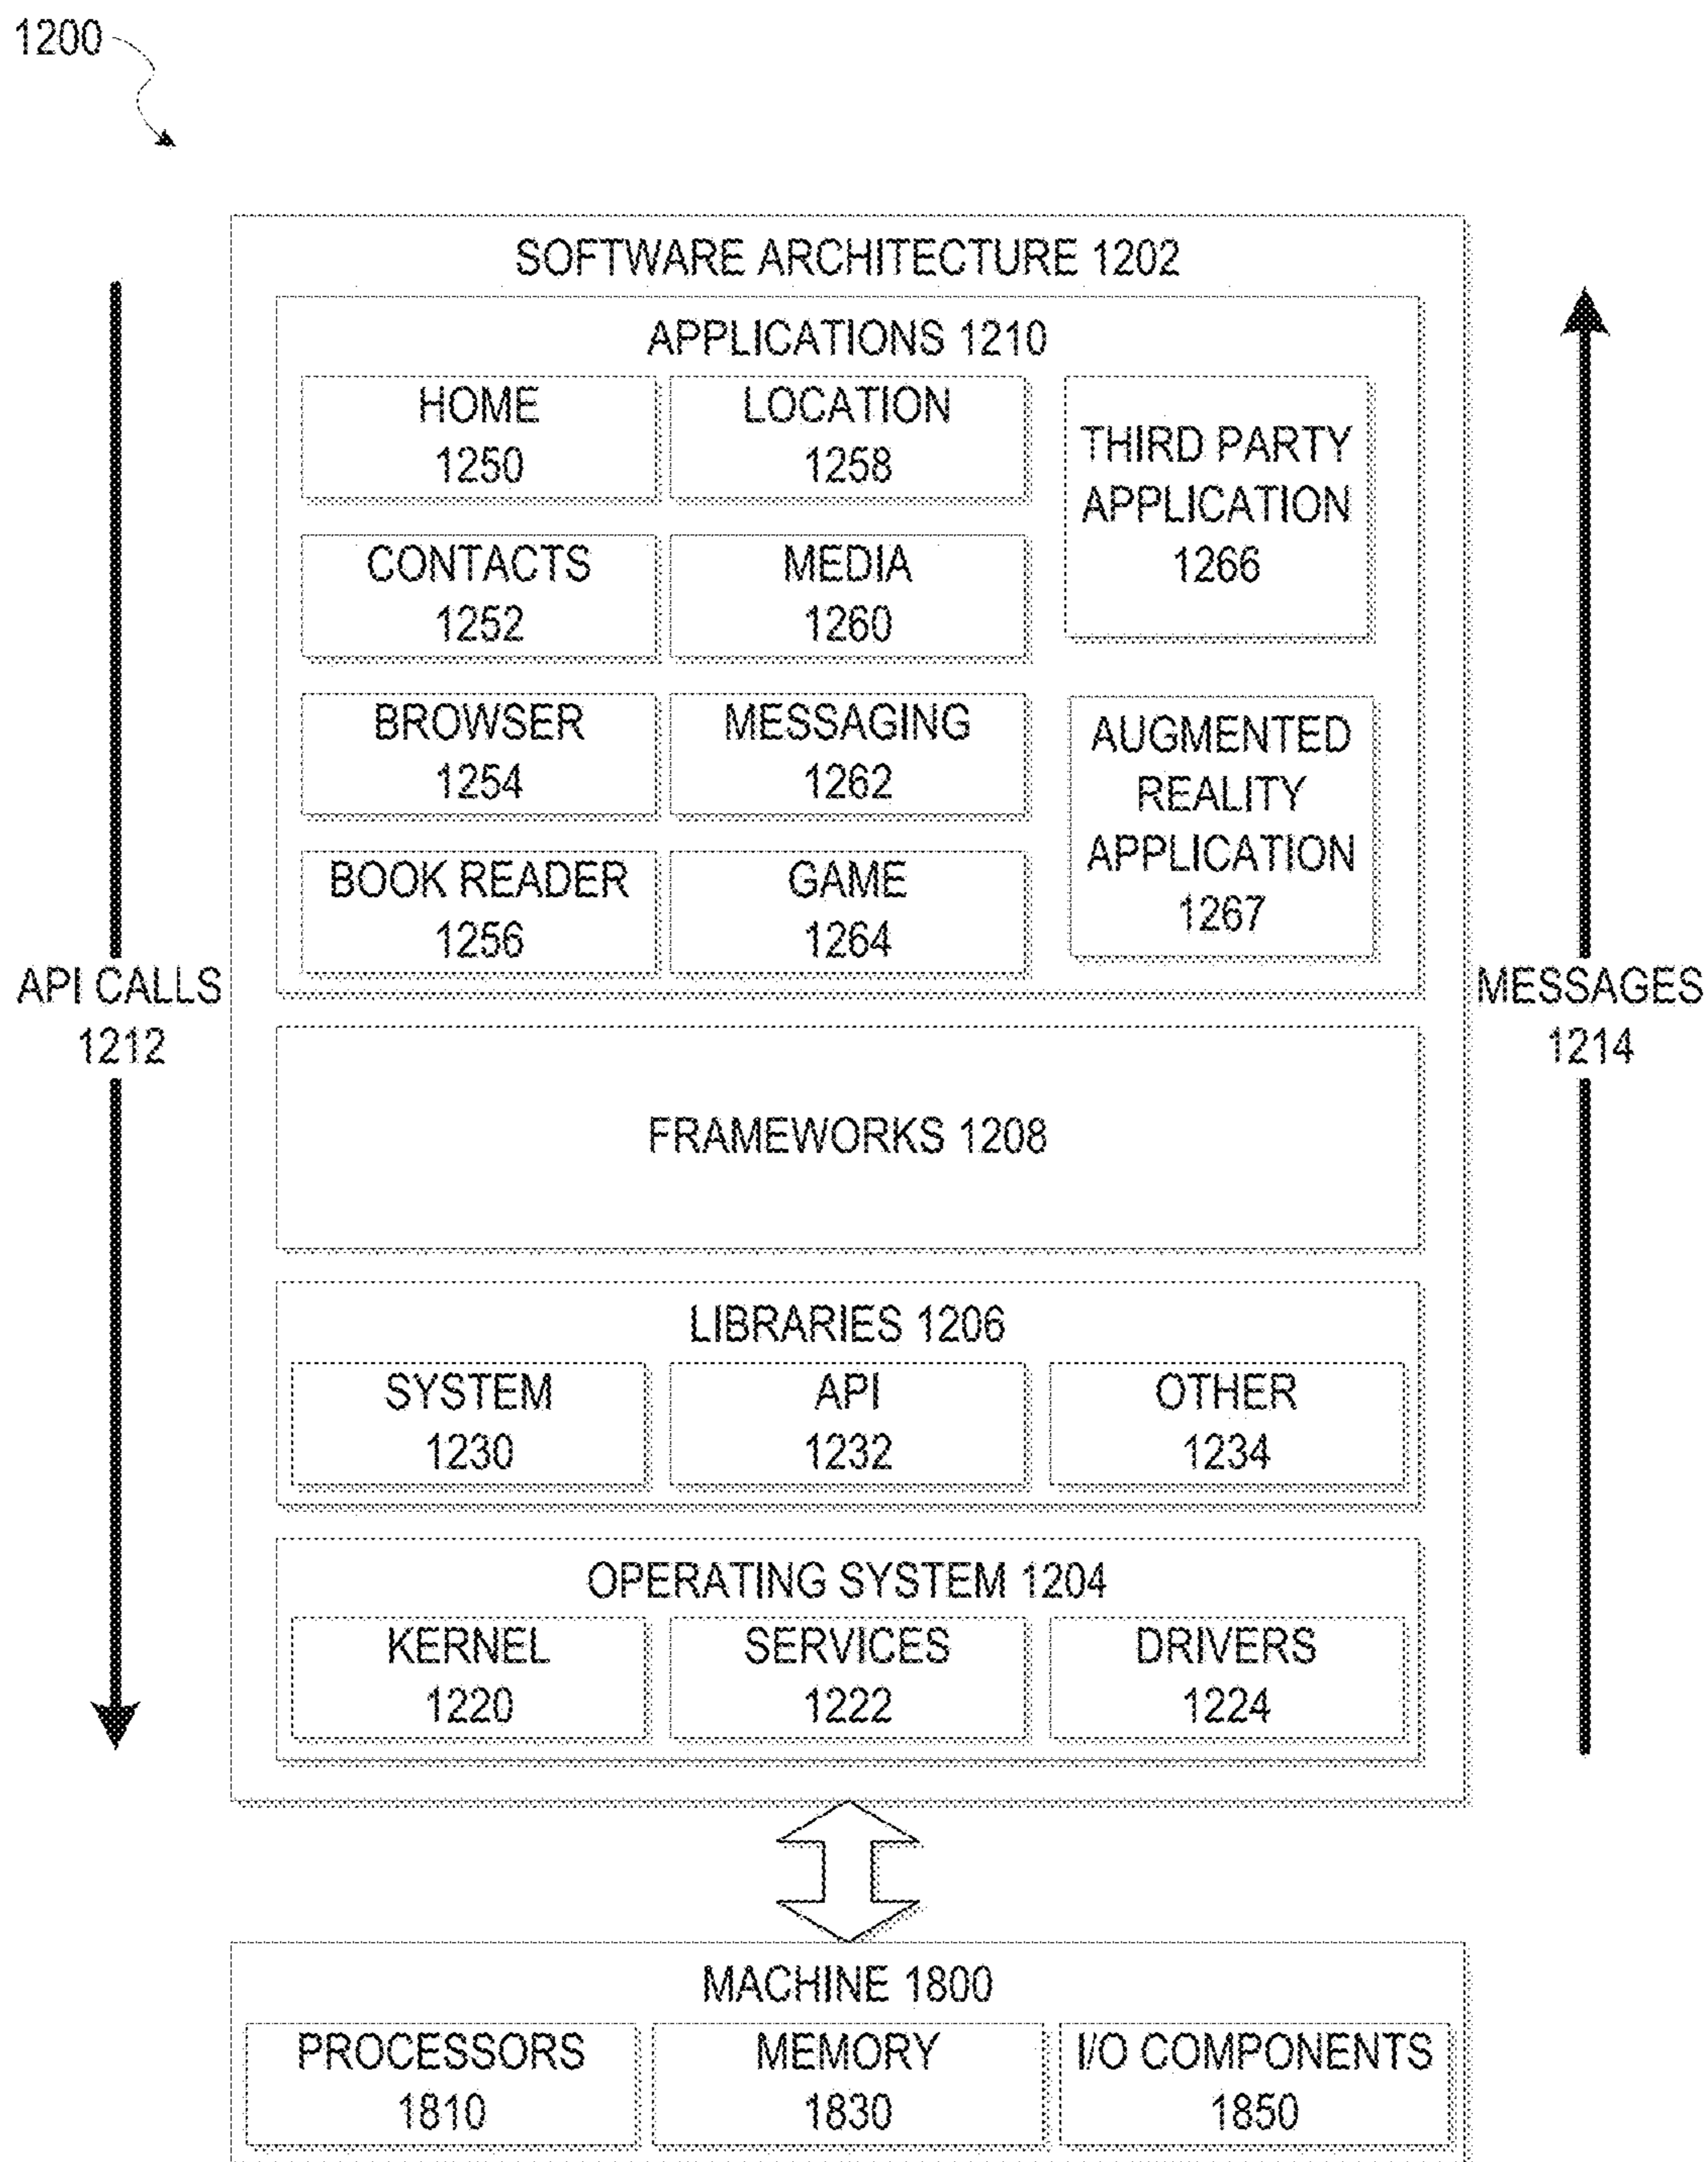 1200
SOFTWARE ARCHITECTURE 1202
APPLICATIONS 1210
HOME
1250
LOCATION
1258
THIRD PARTY
APPLICATION
1266
CONTACTS
1252
MEDIA
1260
BROWSER
1254
MESSAGING
1262
AUGMENTED
REALITY
APPLICATION
1267
BOOK READER
1256
GAME
1264
API CALLS
1212
MESSAGES
1214
FRAMEWORKS 1208
LIBRARIES 1206
SYSTEM
1230
API
1232
OTHER
1234
OPERATING SYSTEM 1204
KERNEL
1220
SERVICES
1222
DRIVERS
1224
MACHINE 1800
PROCESSORS
1810
MEMORY
1830
I/O COMPONENTS
1850